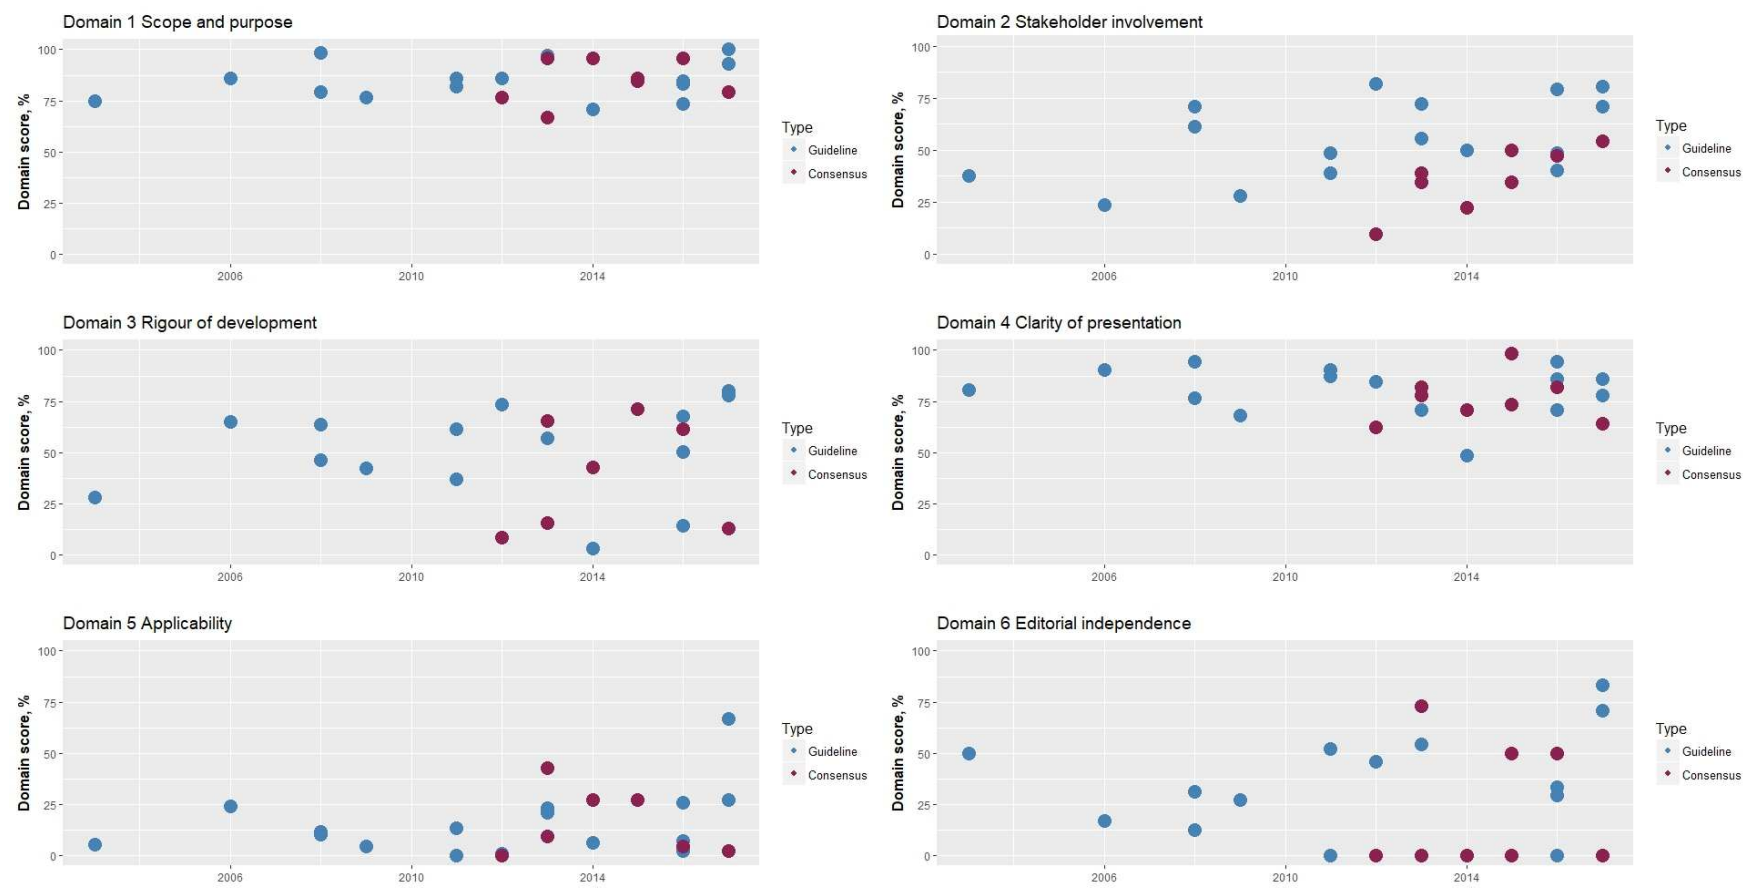 Domain 1 Scope and purpose
Domain score, %
100
75
50
25
0
2006
2010
2014
Type
Guideline
Consensus
Domain 2 Stakeholder involvement
Domain score, %
100
75
50
25
0
2006
2010
2014
Type
Guideline
Consensus
Domain 3 Rigour of development
Domain score, %
100
75
50
25
0
2006
2010
2014
Type
Guideline
Consensus
Domain 4 Clarity of presentation
Domain score, %
100
75
50
25
0
2006
2010
2014
Type
Guideline
Consensus
Domain 5 Applicability
Domain score, %
100
75
50
25
0
2006
2010
2014
Type
Guideline
Consensus
Domain 6 Editorial independence
Domain score, %
100
75
50
25
0
2006
2010
2014
Type
Guideline
Consensus